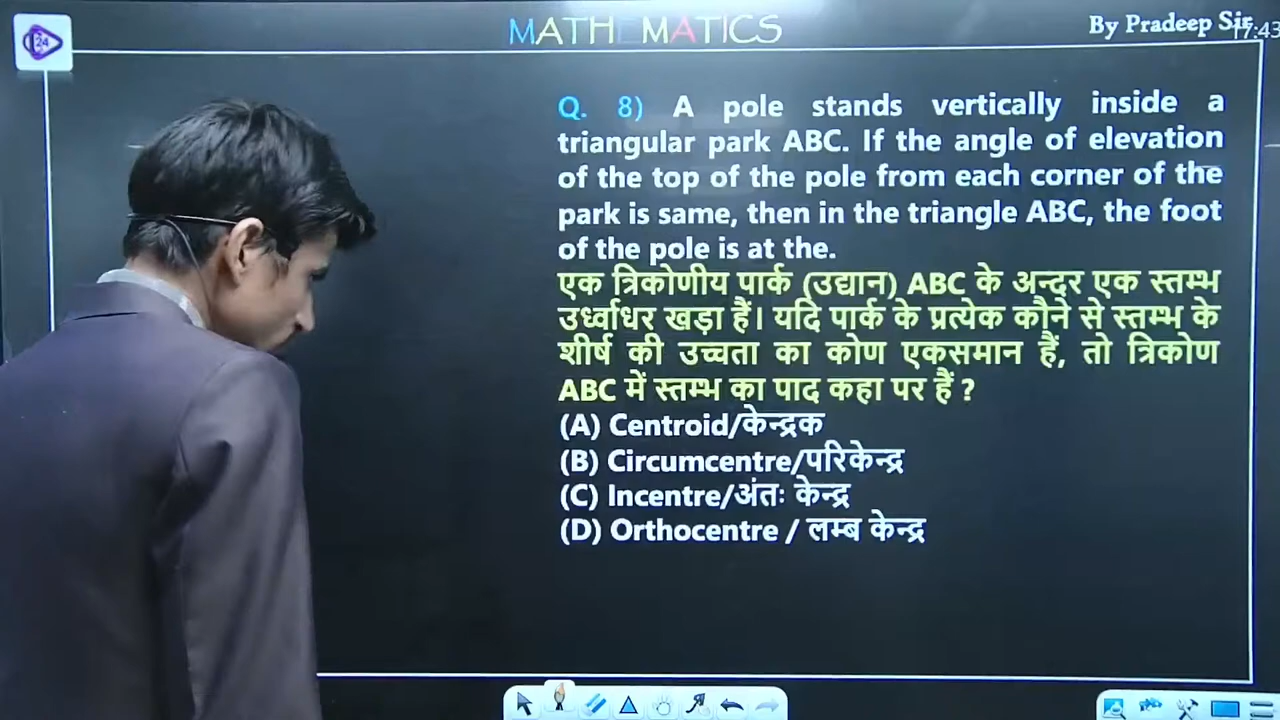 MATHEMATICS
By Pradeep Sir
17:43
24
Q. 8) A pole stands vertically inside a
triangular park ABC. If the angle of elevation
of the top of the pole from each corner of the
park is same, then in the triangle ABC, the foot
of the pole is at the.
एक त्रिकोणीय पार्क (उद्यान) ABC के अन्दर एक स्तम्भ
उर्ध्वाधर खड़ा हैं। यदि पार्क के प्रत्येक कौने से स्तम्भ के
शीर्ष की उच्चता का कोण एकसमान हैं, तो त्रिकोण
ABC में स्तम्भ का पाद कहा पर हैं ?
(A) Centroid/केन्द्रक
(B) Circumcentre/परिकेन्द्र
(C) Incentre/अंतः केन्द्र
(D) Orthocentre / लम्ब केन्द्र